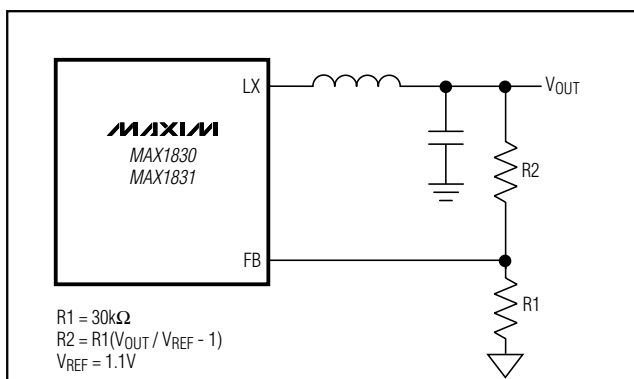 LX
VOUT
MAXIM
MAX1830
MAX1831
R2
FB
R1
R1 = 30kΩ
R2 = R1(VOUT / VREF - 1)
VREF = 1.1V